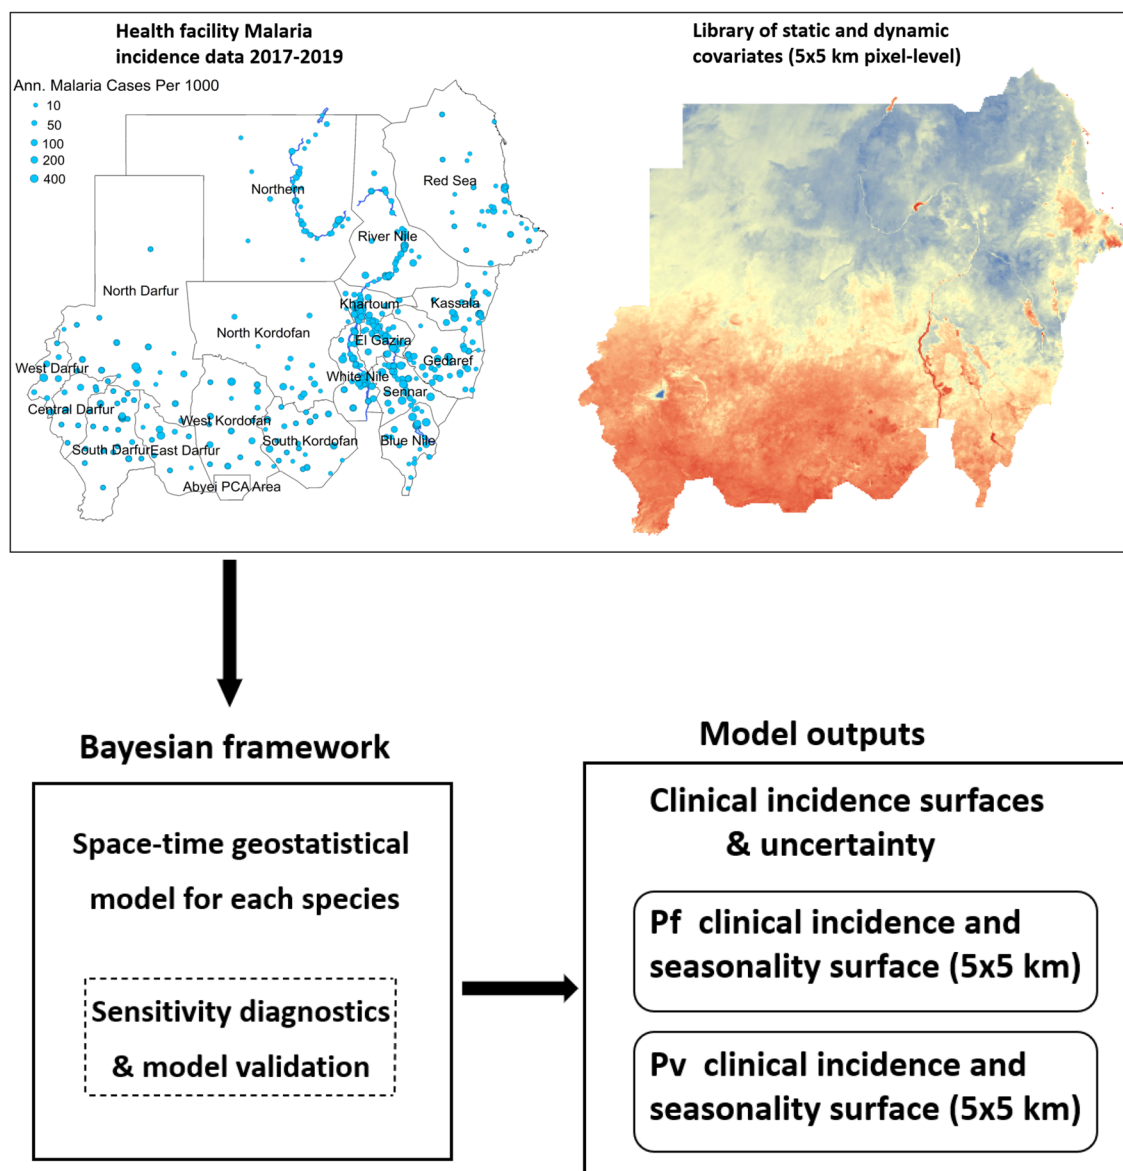 Health facility Malaria
incidence data 2017-2019
Ann. Malaria Cases Per 1000
10
50
100
200
400
Northern
Red Sea
River Nile
North Darfur
Khartoum
Kassala
North Kordofan
El Gazira
Gedaref
West Darfur
White Nile
Sennar
Central Darfur
West Kordofan
South Darfur
East Darfur
South Kordofan
Blue Nile
Abyei PCA Area
Library of static and dynamic
covariates (5x5 km pixel-level)
Bayesian framework
Space-time geostatistical
model for each species
Sensitivity diagnostics
& model validation
Model outputs
Clinical incidence surfaces
& uncertainty
Pf clinical incidence and
seasonality surface (5x5 km)
Pv clinical incidence and
seasonality surface (5x5 km)